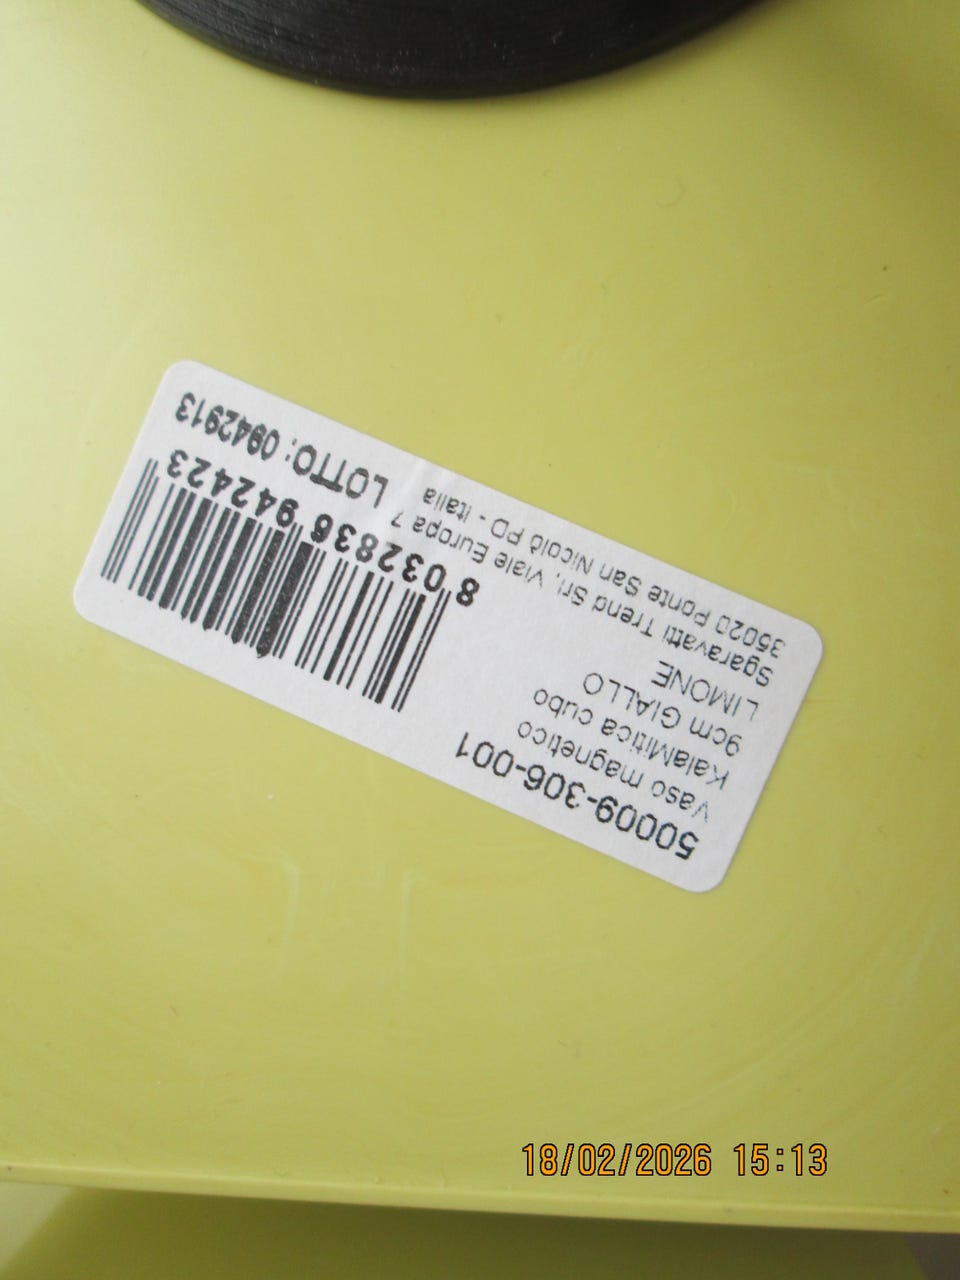 50009-306-001
Vaso magnetico
KalaMitica cubo
9cm GIALLO
LIMONE
Sgaravatti Trend Srl, Viale Europa 7
35020 Ponte San Nicolò PD - Italia
8 032836 942423
LOTTO: 0942913
18/02/2026 15:13